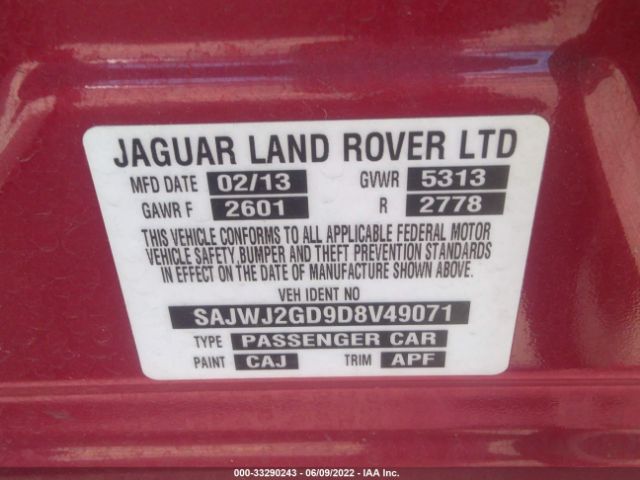 JAGUAR LAND ROVER LTD
MFD DATE 02/13 GVWR 5313
GAWR F 2601 R 2778
THIS VEHICLE CONFORMS TO ALL APPLICABLE FEDERAL MOTOR
VEHICLE SAFETY, BUMPER AND THEFT PREVENTION STANDARDS
IN EFFECT ON THE DATE OF MANUFACTURE SHOWN ABOVE.
VEH IDENT NO
SAJWJ2GD9D8V49071
TYPE PASSENGER CAR
PAINT CAJ TRIM APF
000-33290243 - 06/09/2022 - IAA Inc.